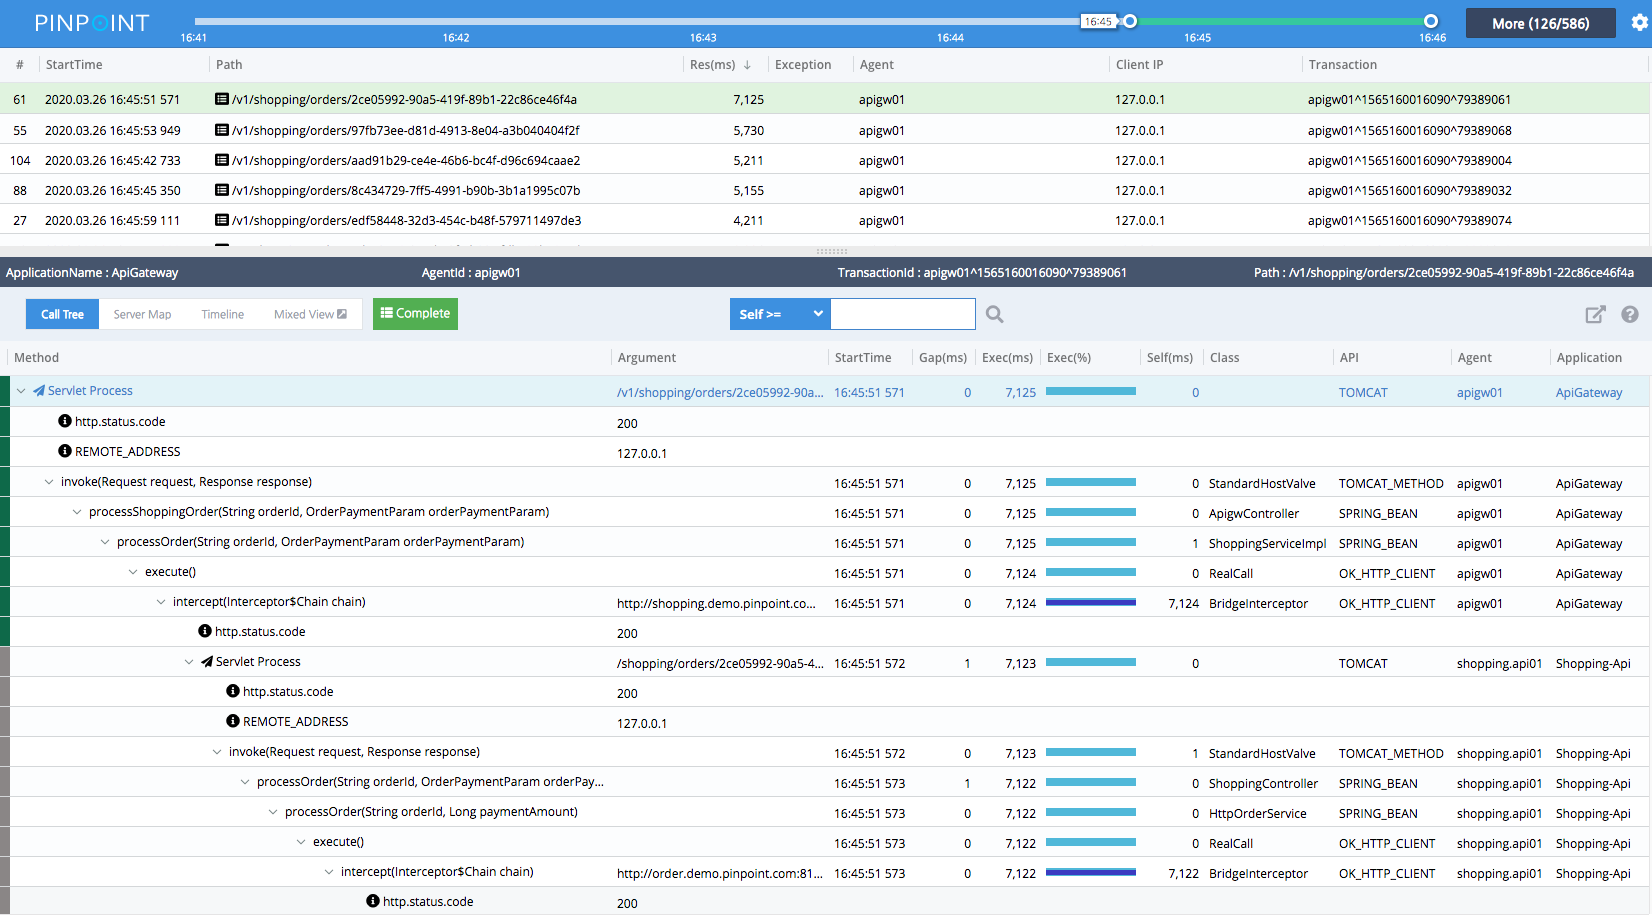 PINPOINT 16:45 More (126/586)
16:41 16:42 16:43 16:44 16:45 16:46
# StartTime Path Res(ms) ↓ Exception Agent Client IP Transaction
61 2020.03.26 16:45:51 571 /v1/shopping/orders/2ce05992-90a5-419f-89b1-22c86ce46f4a 7,125 apigw01 127.0.0.1 apigw01^1565160016090^79389061
55 2020.03.26 16:45:53 949 /v1/shopping/orders/97fb73ee-d81d-4913-8e04-a3b040404f2f 5,730 apigw01 127.0.0.1 apigw01^1565160016090^79389068
104 2020.03.26 16:45:42 733 /v1/shopping/orders/aad91b29-ce4e-46b6-bc4f-d96c694caae2 5,211 apigw01 127.0.0.1 apigw01^1565160016090^79389004
88 2020.03.26 16:45:45 350 /v1/shopping/orders/8c434729-7ff5-4991-b90b-3b1a1995c07b 5,155 apigw01 127.0.0.1 apigw01^1565160016090^79389032
27 2020.03.26 16:45:59 111 /v1/shopping/orders/edf58448-32d3-454c-b48f-579711497de3 4,211 apigw01 127.0.0.1 apigw01^1565160016090^79389074
ApplicationName : ApiGateway AgentId : apigw01 TransactionId : apigw01^1565160016090^79389061 Path : /v1/shopping/orders/2ce05992-90a5-419f-89b1-22c86ce46f4a
Call Tree Server Map Timeline Mixed View Complete Self >=
Method Argument StartTime Gap(ms) Exec(ms) Exec(%) Self(ms) Class API Agent Application
Servlet Process /v1/shopping/orders/2ce05992-90a... 16:45:51 571 0 7,125 0 TOMCAT apigw01 ApiGateway
http.status.code 200
REMOTE_ADDRESS 127.0.0.1
invoke(Request request, Response response) 16:45:51 571 0 7,125 0 StandardHostValve TOMCAT_METHOD apigw01 ApiGateway
processShoppingOrder(String orderId, OrderPaymentParam orderPaymentParam) 16:45:51 571 0 7,125 0 ApigwController SPRING_BEAN apigw01 ApiGateway
processOrder(String orderId, OrderPaymentParam orderPaymentParam) 16:45:51 571 0 7,125 1 ShoppingServiceImpl SPRING_BEAN apigw01 ApiGateway
execute() 16:45:51 571 0 7,124 0 RealCall OK_HTTP_CLIENT apigw01 ApiGateway
intercept(Interceptor$Chain chain) http://shopping.demo.pinpoint.co... 16:45:51 571 0 7,124 7,124 BridgeInterceptor OK_HTTP_CLIENT apigw01 ApiGateway
http.status.code 200
Servlet Process /shopping/orders/2ce05992-90a5-4... 16:45:51 572 1 7,123 0 TOMCAT shopping.api01 Shopping-Api
http.status.code 200
REMOTE_ADDRESS 127.0.0.1
invoke(Request request, Response response) 16:45:51 572 0 7,123 1 StandardHostValve TOMCAT_METHOD shopping.api01 Shopping-Api
processOrder(String orderId, OrderPaymentParam orderPay... 16:45:51 573 1 7,122 0 ShoppingController SPRING_BEAN shopping.api01 Shopping-Api
processOrder(String orderId, Long paymentAmount) 16:45:51 573 0 7,122 0 HttpOrderService SPRING_BEAN shopping.api01 Shopping-Api
execute() 16:45:51 573 0 7,122 0 RealCall OK_HTTP_CLIENT shopping.api01 Shopping-Api
intercept(Interceptor$Chain chain) http://order.demo.pinpoint.com:81... 16:45:51 573 0 7,122 7,122 BridgeInterceptor OK_HTTP_CLIENT shopping.api01 Shopping-Api
http.status.code 200